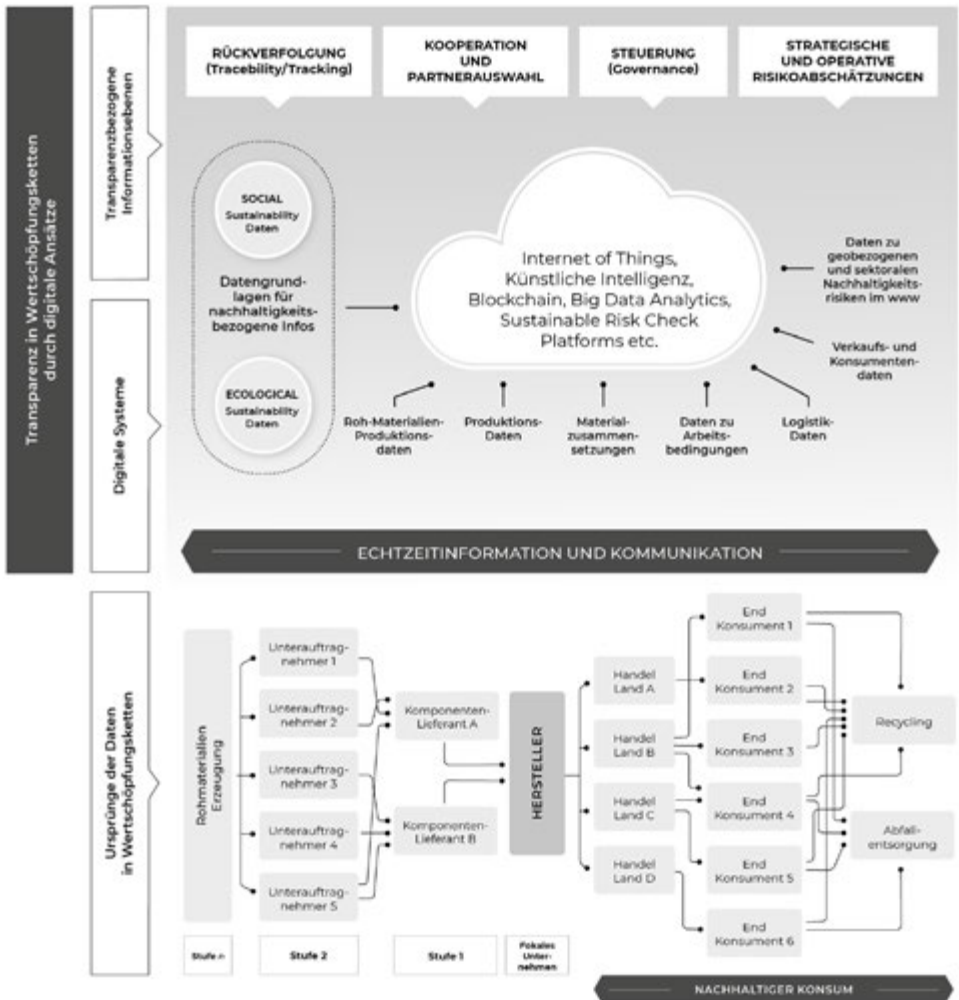 Transparenz in Wertschöpfungsketten
durch digitale Ansätze
Transparenzbezogene
Informationsebenen
RÜCKVERFOLGUNG
(Tracebility/Tracking)
KOOPERATION
UND
PARTNERAUSWAHL
STEUERUNG
(Governance)
STRATEGISCHE
UND OPERATIVE
RISIKOABSCHÄTZUNGEN
Digitale Systeme
SOCIAL
Sustainability
Daten
Datengrund-
lagen für
nachhaltigkeits-
bezogene Infos
ECOLOGICAL
Sustainability
Daten
Internet of Things,
Künstliche Intelligenz,
Blockchain, Big Data Analytics,
Sustainable Risk Check
Platforms etc.
Daten zu
geobezogenen
und sektoralen
Nachhaltigkeits-
risiken im www
Verkaufs- und
Konsumenten-
daten
Roh-Materialien-
Produktions-
daten
Produktions-
Daten
Material-
zusammen-
setzungen
Daten zu
Arbeits-
bedingungen
Logistik-
Daten
ECHTZEITINFORMATION UND KOMMUNIKATION
Ursprünge der Daten
in Wertschöpfungsketten
Rohmaterialien
Erzeugung
Unterauftrag-
nehmer 1
Unterauftrag-
nehmer 2
Unterauftrag-
nehmer 3
Unterauftrag-
nehmer 4
Unterauftrag-
nehmer 5
Komponenten-
Lieferant A
Komponenten-
Lieferant B
HERSTELLER
Handel
Land A
Handel
Land B
Handel
Land C
Handel
Land D
End
Konsument 1
End
Konsument 2
End
Konsument 3
End
Konsument 4
End
Konsument 5
End
Konsument 6
Recycling
Abfall-
entsorgung
Stufe n
Stufe 2
Stufe 1
Fokales
Unter-
nehmen
NACHHALTIGER KONSUM